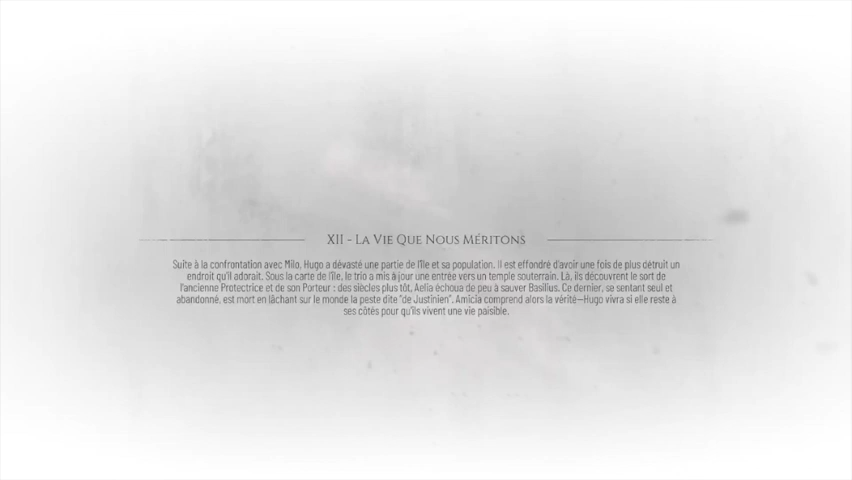 XII - La Vie Que Nous Méritons
Suite à la confrontation avec Milo, Hugo a dévasté une partie de l'île et sa population. Il est effondré d'avoir une fois de plus détruit un
endroit qu'il adorait. Sous la carte de l'île, le trio a mis à jour une entrée vers un temple souterrain. Là, ils découvrent le sort de
l'ancienne Protectrice et de son Porteur : des siècles plus tôt, Aelia échoua de peu à sauver Basilius. Ce dernier, se sentant seul et
abandonné, est mort en lâchant sur le monde la peste dite "de Justinien". Amicia comprend alors la vérité—Hugo vivra si elle reste à
ses côtés pour qu'ils vivent une vie paisible.